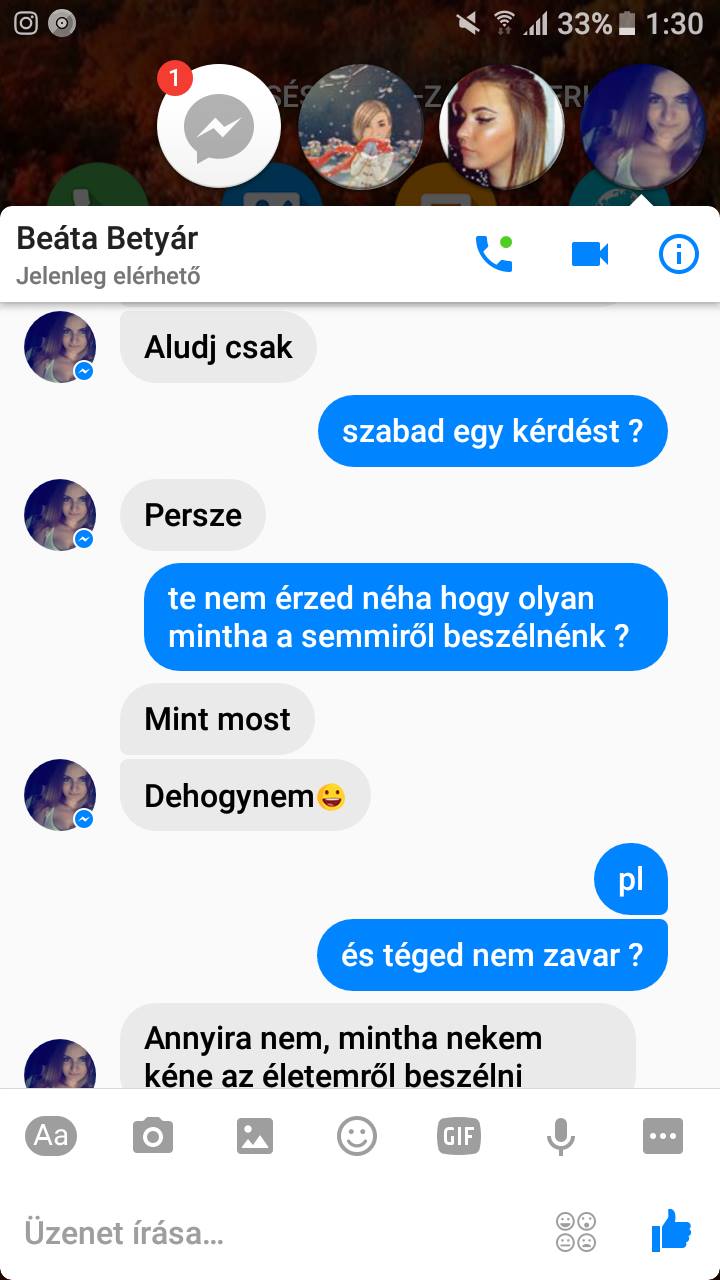 33% 1:30
1
Beáta Betyár
Jelenleg elérhető
Aludj csak
szabad egy kérdést ?
Persze
te nem érzed néha hogy olyan
mintha a semmiről beszélnénk ?
Mint most
Dehogynem😀
pl
és téged nem zavar ?
Annyira nem, mintha nekem
kéne az életemről beszélni
Aa
GIF
Üzenet írása...